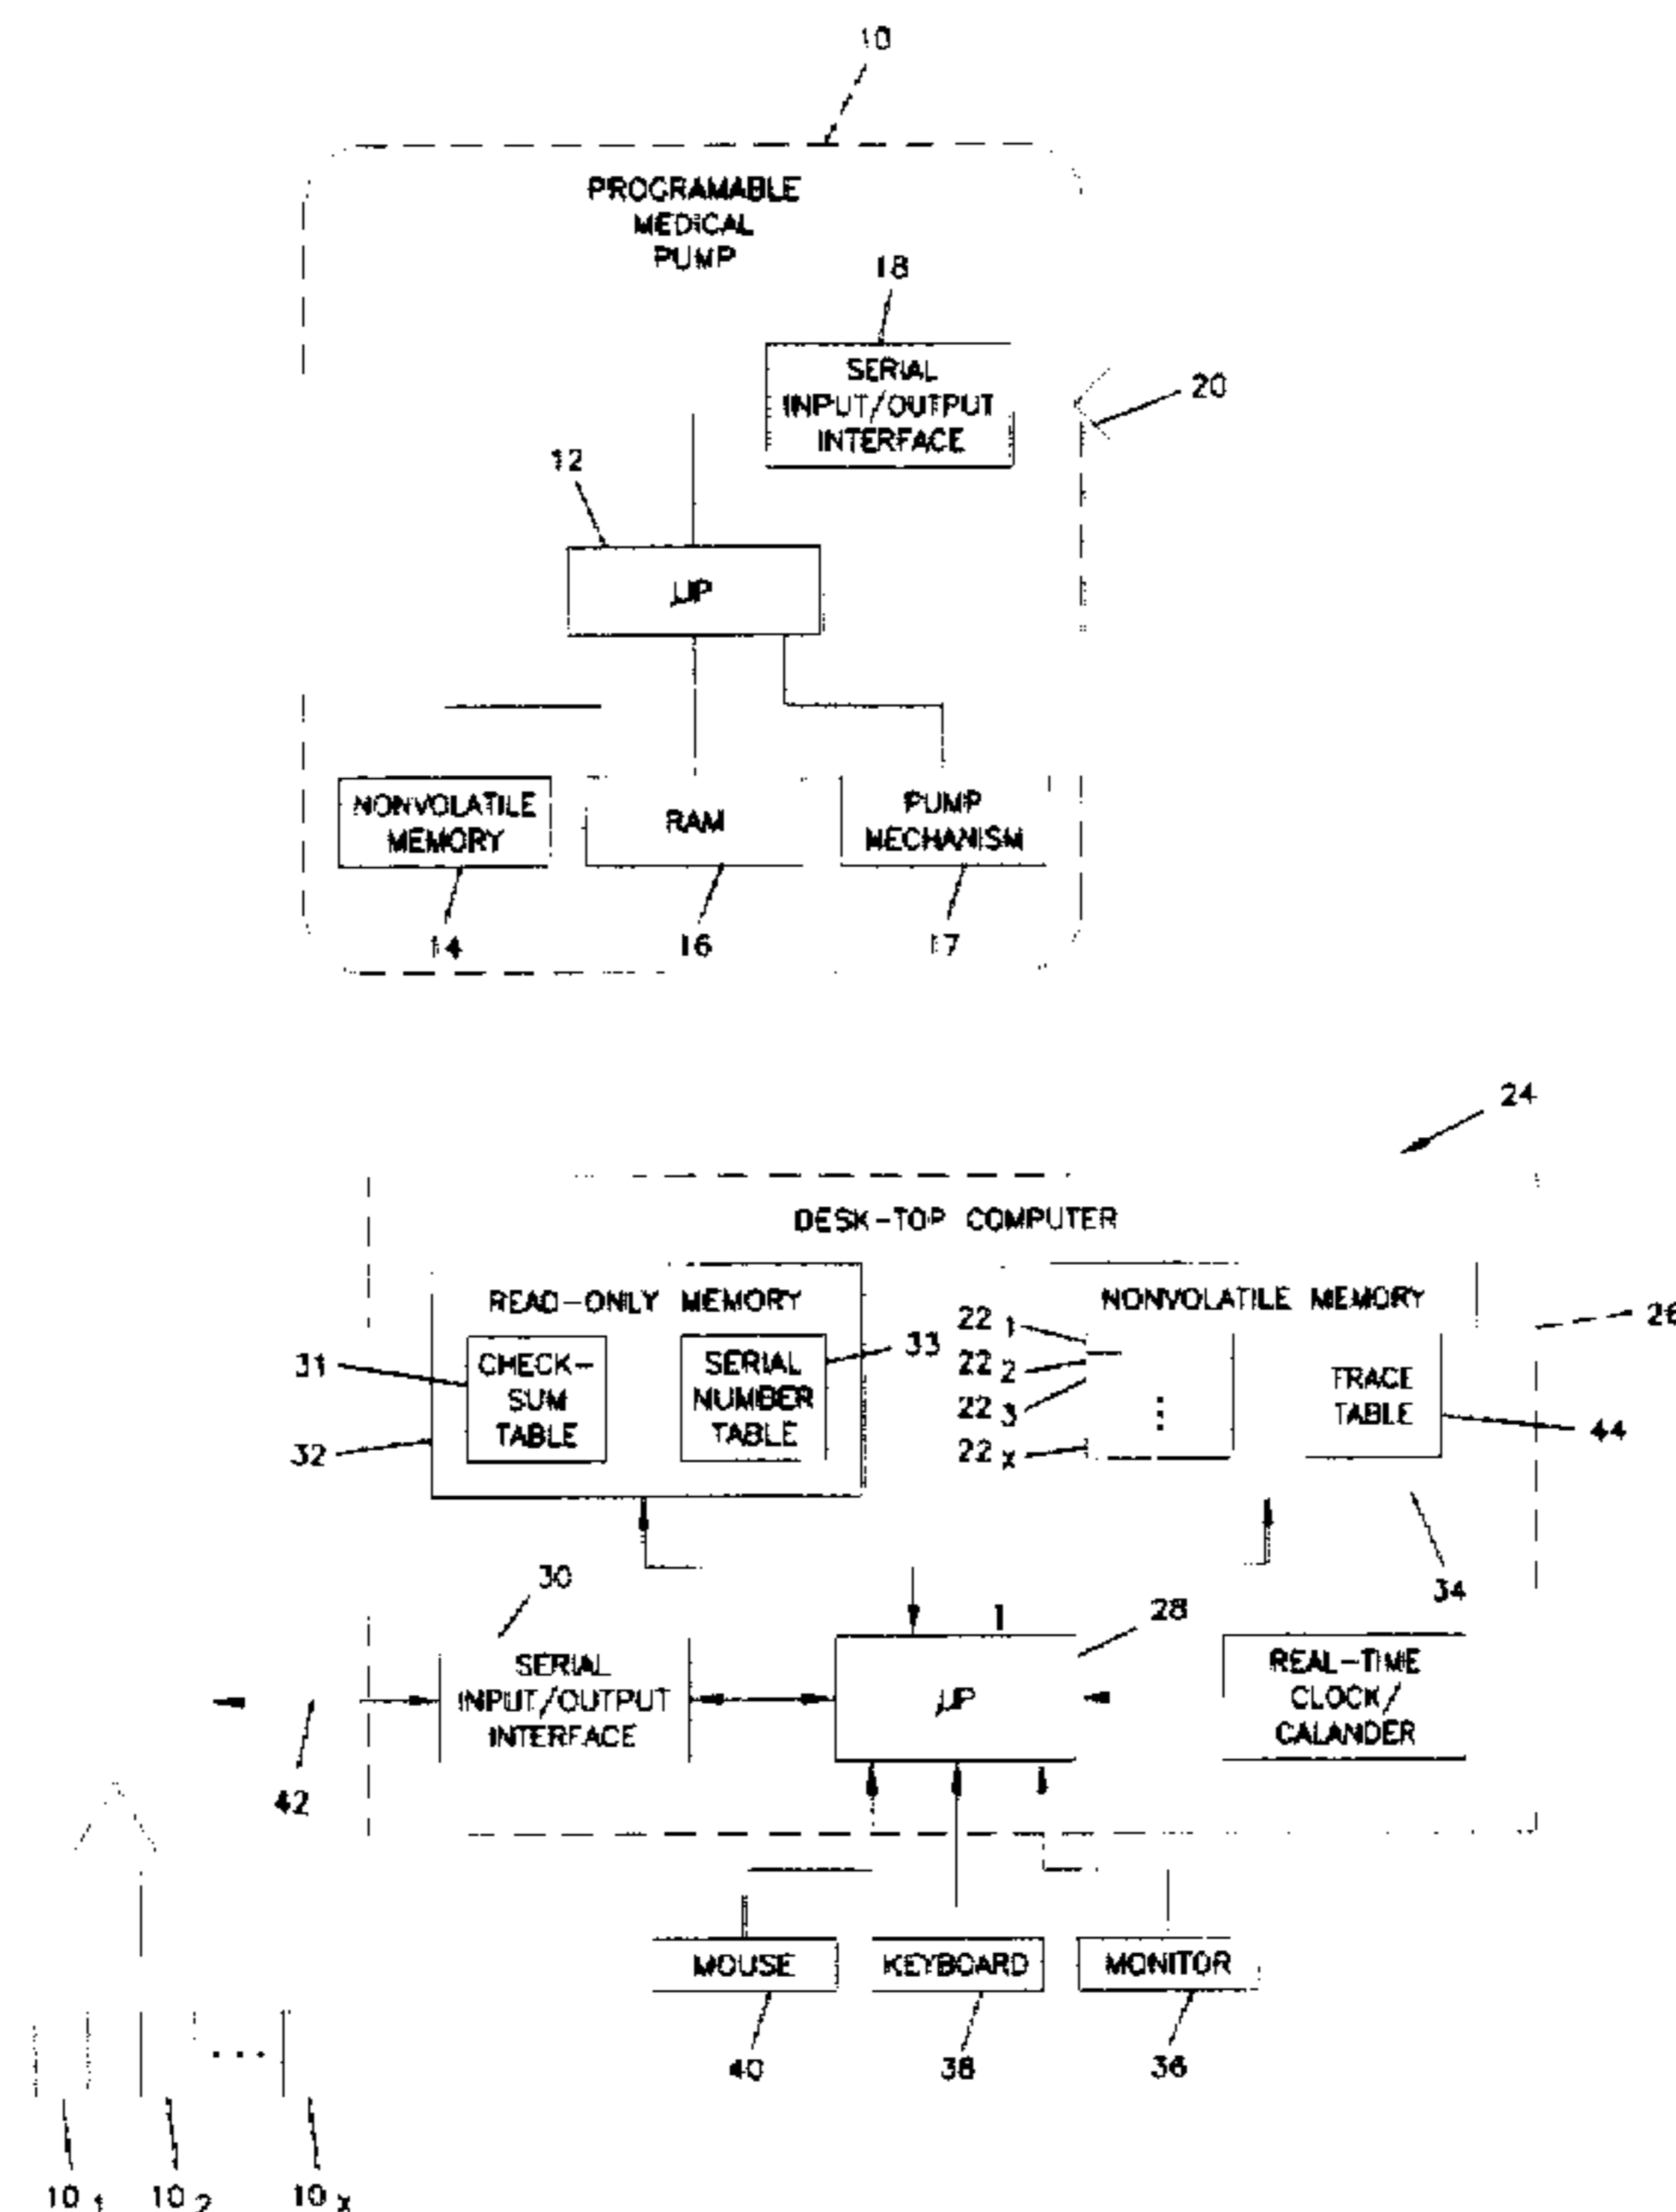 10
PROGRAMABLE
MEDICAL
PUMP
18
SERIAL
INPUT/OUTPUT
INTERFACE
20
12
µP
NONVOLATILE
MEMORY
RAM
PUMP
MECHANISM
14
16
17
24
DESK-TOP COMPUTER
READ-ONLY MEMORY
NONVOLATILE MEMORY
26
31
CHECK-
SUM
TABLE
SERIAL
NUMBER
TABLE
33
22 1
22 2
22 3
22 x
⋮
TRACE
TABLE
44
32
30
34
28
SERIAL
INPUT/OUTPUT
INTERFACE
µP
REAL-TIME
CLOCK/
CALANDER
42
MOUSE
KEYBOARD
MONITOR
40
38
36
...
10 1
10 2
10 x